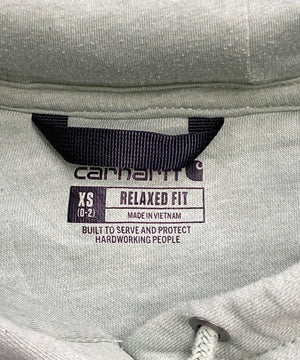 carhartt
XS RELAXED FIT
(0-2) MADE IN VIETNAM
BUILT TO SERVE AND PROTECT
HARDWORKING PEOPLE